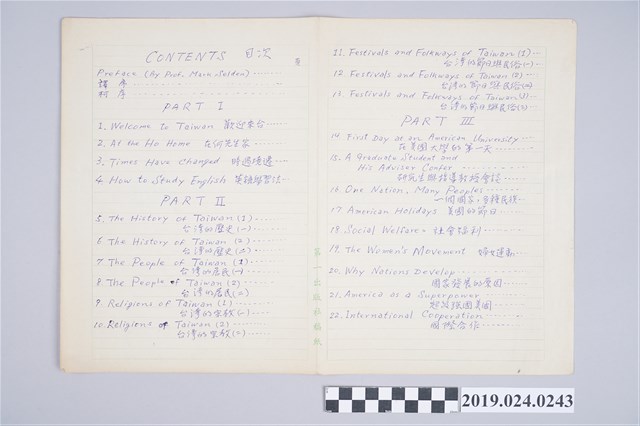 CONTENTS 目次
頁
Preface (by Prof. Mark Selden) ........
譯序
村序
PART I
1. Welcome to Taiwan 歡迎來台
2. At the Ho Home 在何先生家
3. Times Have Changed 時過境遷
4. How to Study English 英語學習法
PART II
5. The History of Taiwan (1)
台灣的歷史(一)
6. The History of Taiwan (2)
台灣的歷史(二)
7. The People of Taiwan (1)
台灣的居民(一)
8. The People of Taiwan (2)
台灣的居民(二)
9. Religions of Taiwan (1)
台灣的宗教(一)
10. Religions of Taiwan (2)
台灣的宗教(二)
11. Festivals and Folkways of Taiwan (1)
台灣的節日與民俗(一)
12. Festivals and Folkways of Taiwan (2)
台灣的節日與民俗(二)
13. Festivals and Folkways of Taiwan (3)
台灣的節日與民俗(三)
PART III
14. First Day at an American University
在美國大學的第一天
15. A Graduate Student and
His Adviser Confer
研究生與指導教授會談
16. One Nation, Many Peoples
一個國家,多種民族
17. American Holidays 美國的節日
18. Social Welfare 社會福利
19. The Women's Movement 婦女運動
20. Why Nations Develop
國家發展的原因
21. America as a Superpower
超級強國美國
22. International Cooperation
國際合作
第一出版社稿紙
2019.024.0243